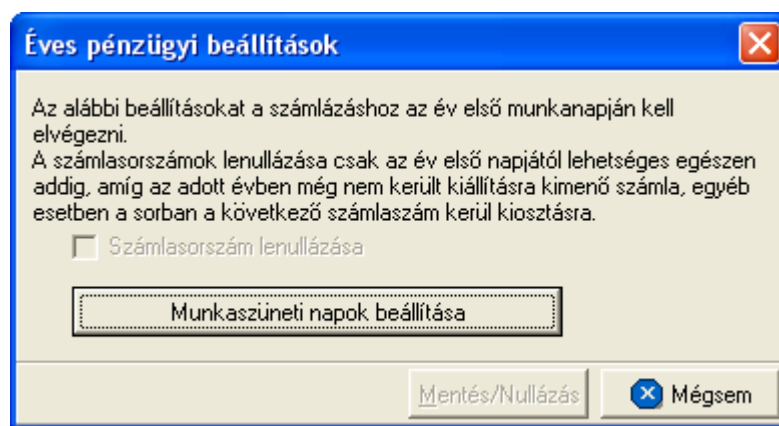 Éves pénzügyi beállítások
Az alábbi beállításokat a számlázáshoz az év első munkanapján kell
elvégezni.
A számlasorszámok lenullázása csak az év első napjától lehetséges egészen
addig, amíg az adott évben még nem került kiállításra kimenő számla, egyéb
esetben a sorban a következő számlaszám kerül kiosztásra.
Számlasorszám lenullázása
Munkaszüneti napok beállítása
Mentés/Nullázás
Mégsem